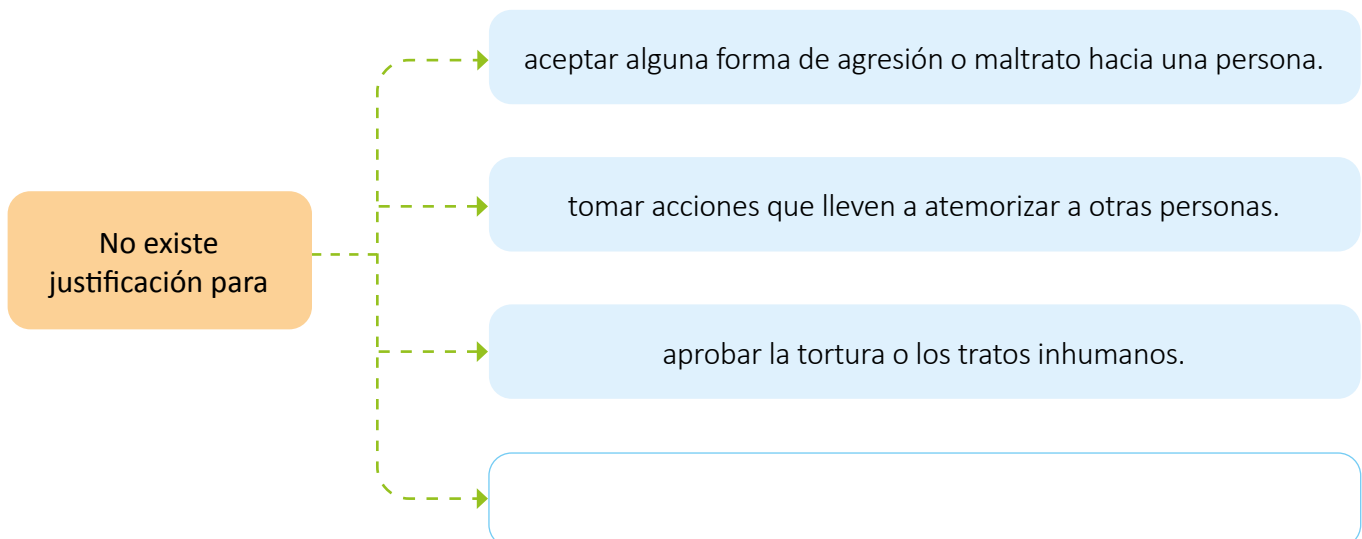 aceptar alguna forma de agresión o maltrato hacia una persona.
tomar acciones que lleven a atemorizar a otras personas.
No existe
justificación para
aprobar la tortura o los tratos inhumanos.